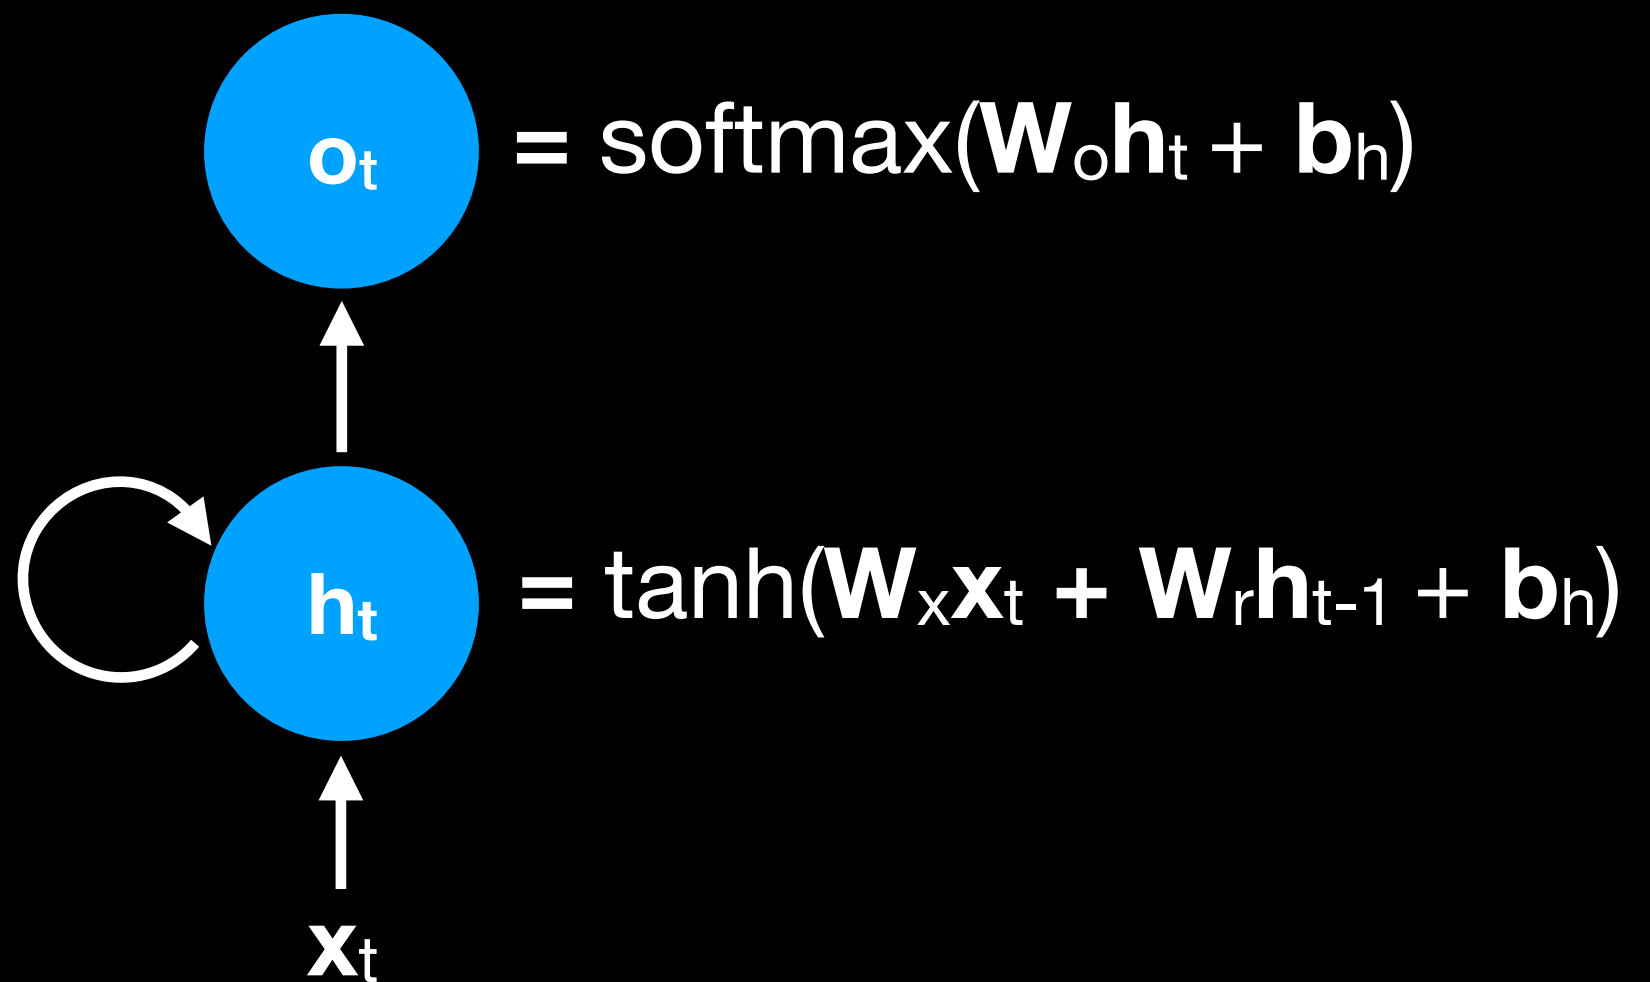 oₜ = softmax(Wₒhₜ + bₕ)
hₜ = tanh(Wₓxₜ + Wᵣhₜ₋₁ + bₕ)
xₜ